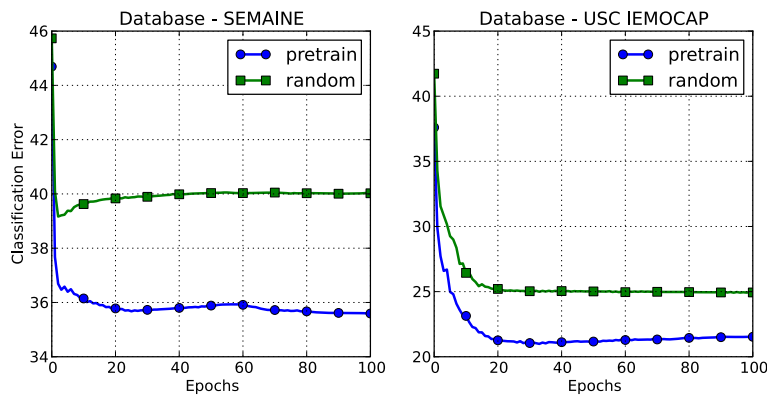 Database - SEMAINE
46
44
42
40
38
36
34
Classification Error
0 20 40 60 80 100
Epochs
pretrain
random
Database - USC IEMOCAP
45
40
35
30
25
20
0 20 40 60 80 100
Epochs
pretrain
random